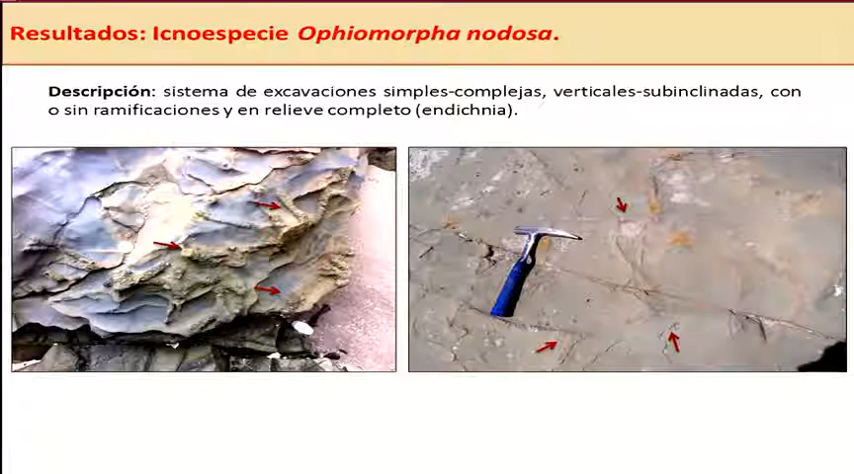 Resultados: Icnoespecie Ophiomorpha nodosa.
Descripción: sistema de excavaciones simples-complejas, verticales-subinclinadas, con
o sin ramificaciones y en relieve completo (endichnia).